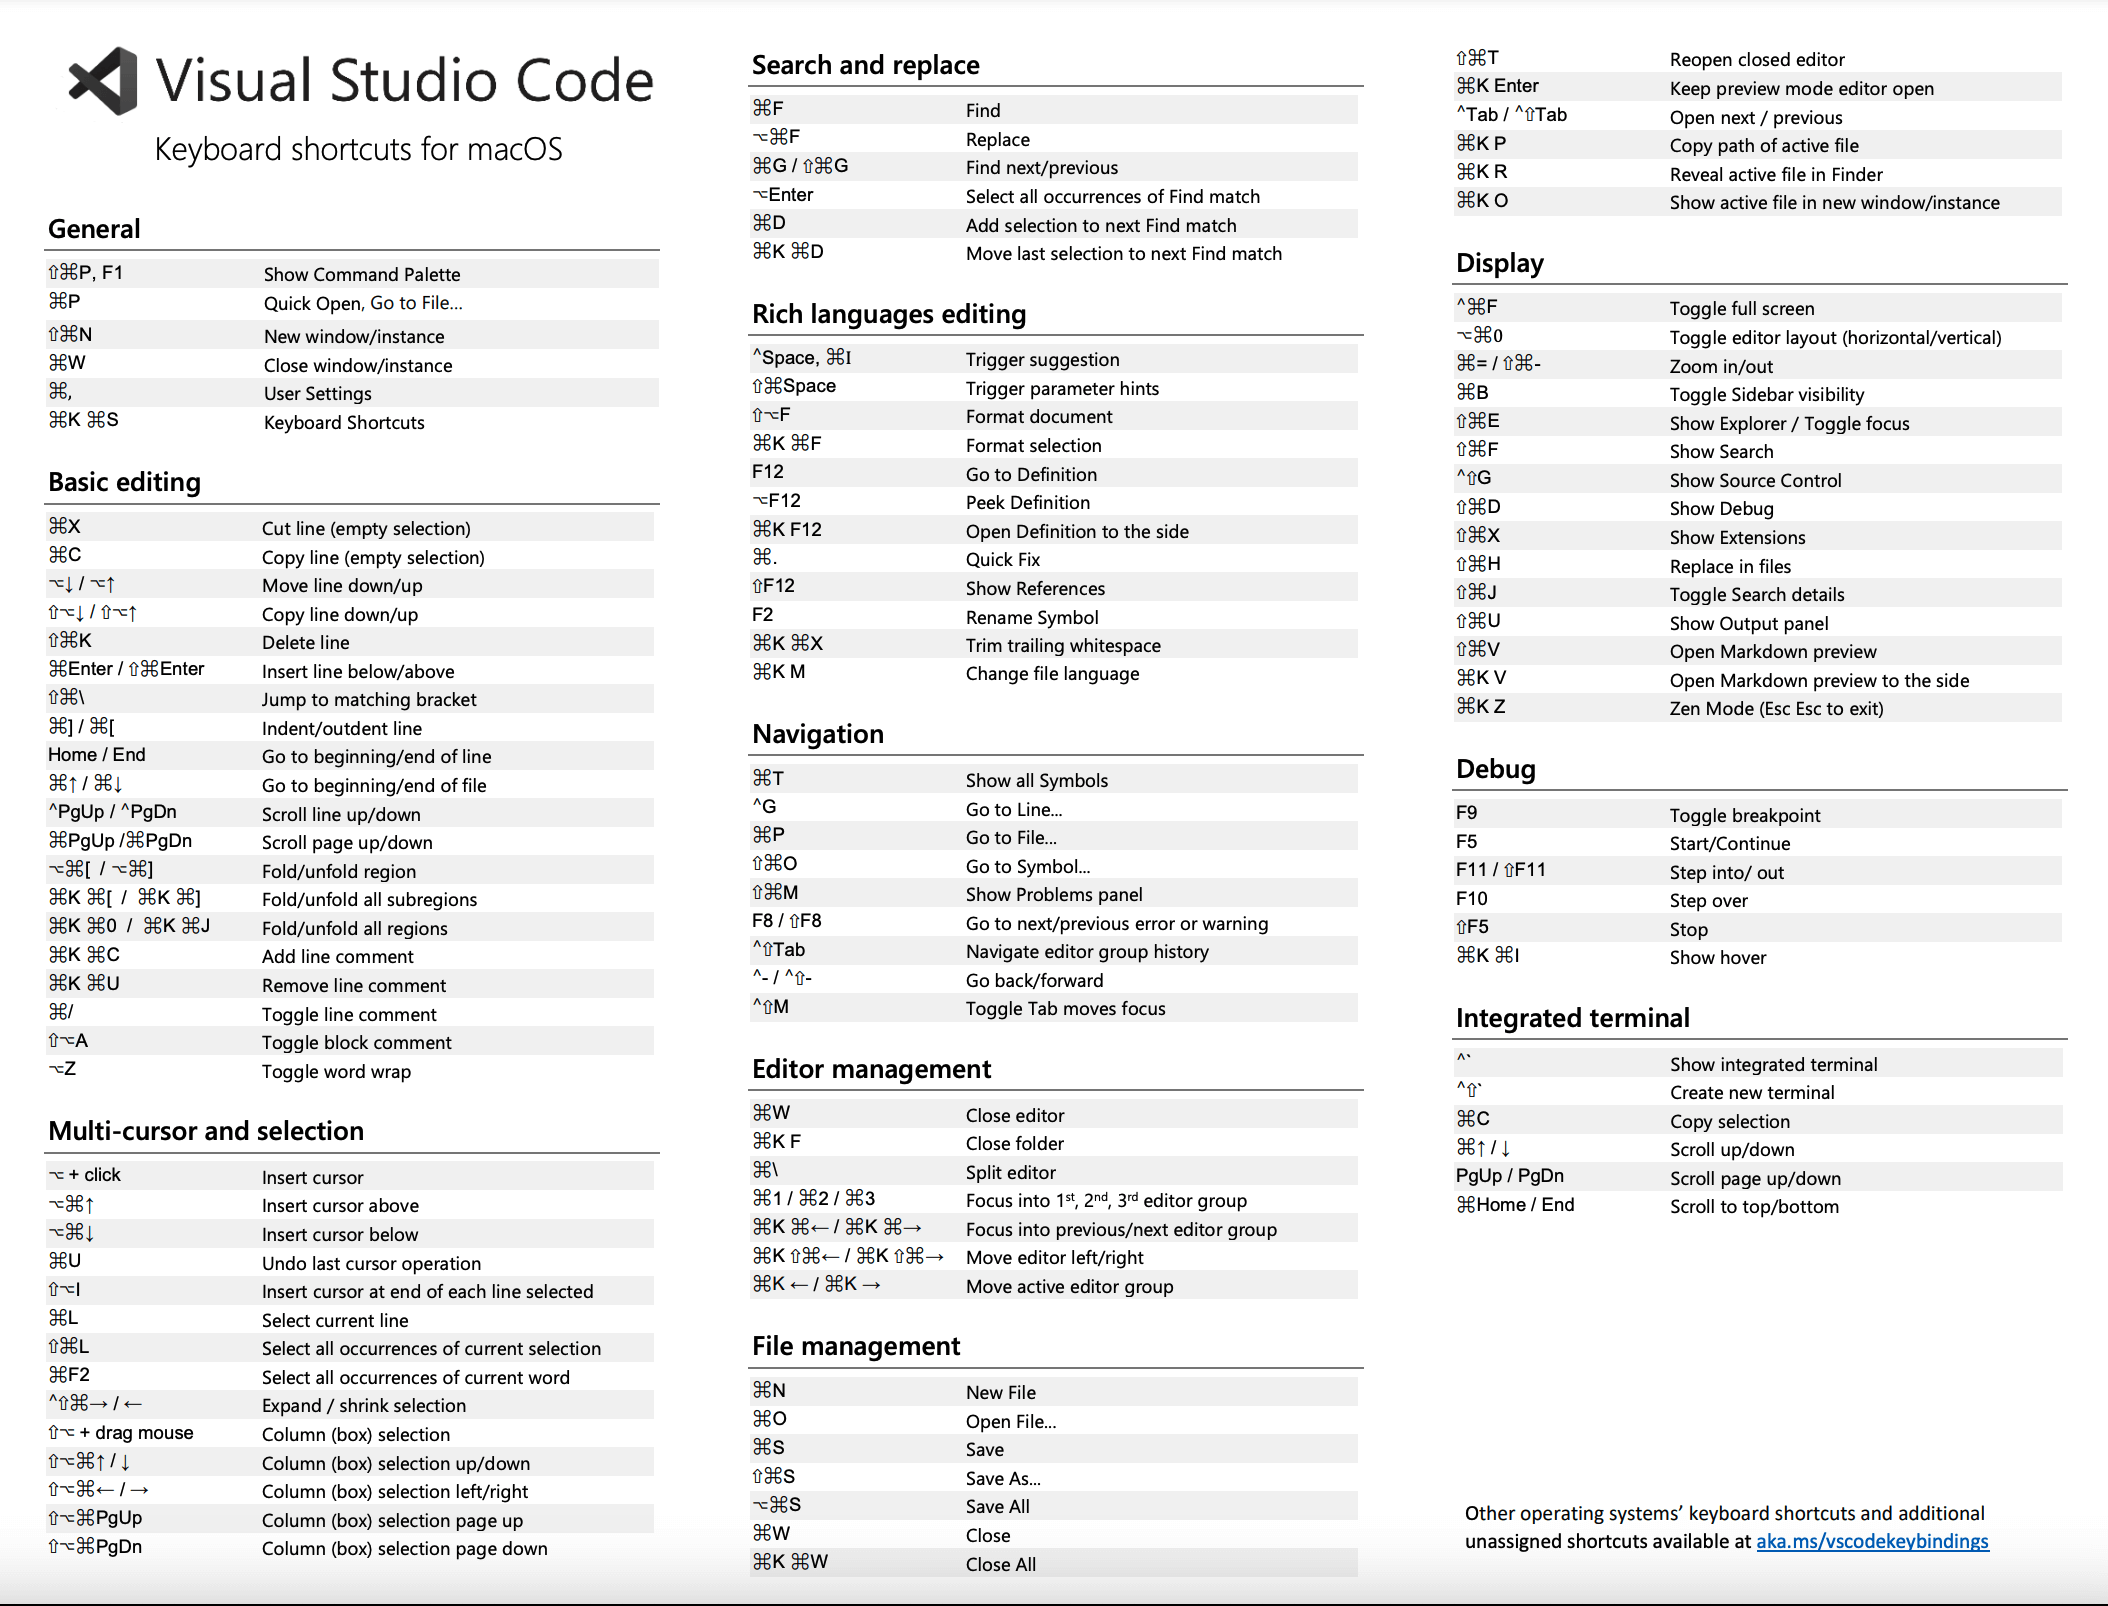 Visual Studio Code
Keyboard shortcuts for macOS
General
⇧⌘P, F1 Show Command Palette
⌘P Quick Open, Go to File...
⇧⌘N New window/instance
⌘W Close window/instance
⌘, User Settings
⌘K ⌘S Keyboard Shortcuts
Basic editing
⌘X Cut line (empty selection)
⌘C Copy line (empty selection)
⌥↓ / ⌥↑ Move line down/up
⇧⌥↓ / ⇧⌥↑ Copy line down/up
⇧⌘K Delete line
⌘Enter / ⇧⌘Enter Insert line below/above
⇧⌘\ Jump to matching bracket
⌘] / ⌘[ Indent/outdent line
Home / End Go to beginning/end of line
⌘↑ / ⌘↓ Go to beginning/end of file
^PgUp / ^PgDn Scroll line up/down
⌘PgUp /⌘PgDn Scroll page up/down
⌥⌘[ / ⌥⌘] Fold/unfold region
⌘K ⌘[ / ⌘K ⌘] Fold/unfold all subregions
⌘K ⌘0 / ⌘K ⌘J Fold/unfold all regions
⌘K ⌘C Add line comment
⌘K ⌘U Remove line comment
⌘/ Toggle line comment
⇧⌥A Toggle block comment
⌥Z Toggle word wrap
Multi-cursor and selection
⌥ + click Insert cursor
⌥⌘↑ Insert cursor above
⌥⌘↓ Insert cursor below
⌘U Undo last cursor operation
⇧⌥I Insert cursor at end of each line selected
⌘L Select current line
⇧⌘L Select all occurrences of current selection
⌘F2 Select all occurrences of current word
^⇧⌘→ / ← Expand / shrink selection
⇧⌥ + drag mouse Column (box) selection
⇧⌥⌘↑ / ↓ Column (box) selection up/down
⇧⌥⌘← / → Column (box) selection left/right
⇧⌥⌘PgUp Column (box) selection page up
⇧⌥⌘PgDn Column (box) selection page down
Search and replace
⌘F Find
⌥⌘F Replace
⌘G / ⇧⌘G Find next/previous
⌥Enter Select all occurrences of Find match
⌘D Add selection to next Find match
⌘K ⌘D Move last selection to next Find match
Rich languages editing
^Space, ⌘I Trigger suggestion
⇧⌘Space Trigger parameter hints
⇧⌥F Format document
⌘K ⌘F Format selection
F12 Go to Definition
⌥F12 Peek Definition
⌘K F12 Open Definition to the side
⌘. Quick Fix
⇧F12 Show References
F2 Rename Symbol
⌘K ⌘X Trim trailing whitespace
⌘K M Change file language
Navigation
⌘T Show all Symbols
^G Go to Line...
⌘P Go to File...
⇧⌘O Go to Symbol...
⇧⌘M Show Problems panel
F8 / ⇧F8 Go to next/previous error or warning
^⇧Tab Navigate editor group history
^- / ^⇧- Go back/forward
^⇧M Toggle Tab moves focus
Editor management
⌘W Close editor
⌘K F Close folder
⌘\ Split editor
⌘1 / ⌘2 / ⌘3 Focus into 1st, 2nd, 3rd editor group
⌘K ⌘← / ⌘K ⌘→ Focus into previous/next editor group
⌘K ⇧⌘← / ⌘K ⇧⌘→ Move editor left/right
⌘K ← / ⌘K → Move active editor group
File management
⌘N New File
⌘O Open File...
⌘S Save
⇧⌘S Save As...
⌥⌘S Save All
⌘W Close
⌘K ⌘W Close All
⇧⌘T Reopen closed editor
⌘K Enter Keep preview mode editor open
^Tab / ^⇧Tab Open next / previous
⌘K P Copy path of active file
⌘K R Reveal active file in Finder
⌘K O Show active file in new window/instance
Display
^⌘F Toggle full screen
⌥⌘0 Toggle editor layout (horizontal/vertical)
⌘= / ⇧⌘- Zoom in/out
⌘B Toggle Sidebar visibility
⇧⌘E Show Explorer / Toggle focus
⇧⌘F Show Search
^⇧G Show Source Control
⇧⌘D Show Debug
⇧⌘X Show Extensions
⇧⌘H Replace in files
⇧⌘J Toggle Search details
⇧⌘U Show Output panel
⇧⌘V Open Markdown preview
⌘K V Open Markdown preview to the side
⌘K Z Zen Mode (Esc Esc to exit)
Debug
F9 Toggle breakpoint
F5 Start/Continue
F11 / ⇧F11 Step into/ out
F10 Step over
⇧F5 Stop
⌘K ⌘I Show hover
Integrated terminal
^` Show integrated terminal
^⇧` Create new terminal
⌘C Copy selection
⌘↑ / ↓ Scroll up/down
PgUp / PgDn Scroll page up/down
⌘Home / End Scroll to top/bottom
Other operating systems’ keyboard shortcuts and additional
unassigned shortcuts available at aka.ms/vscodekeybindings